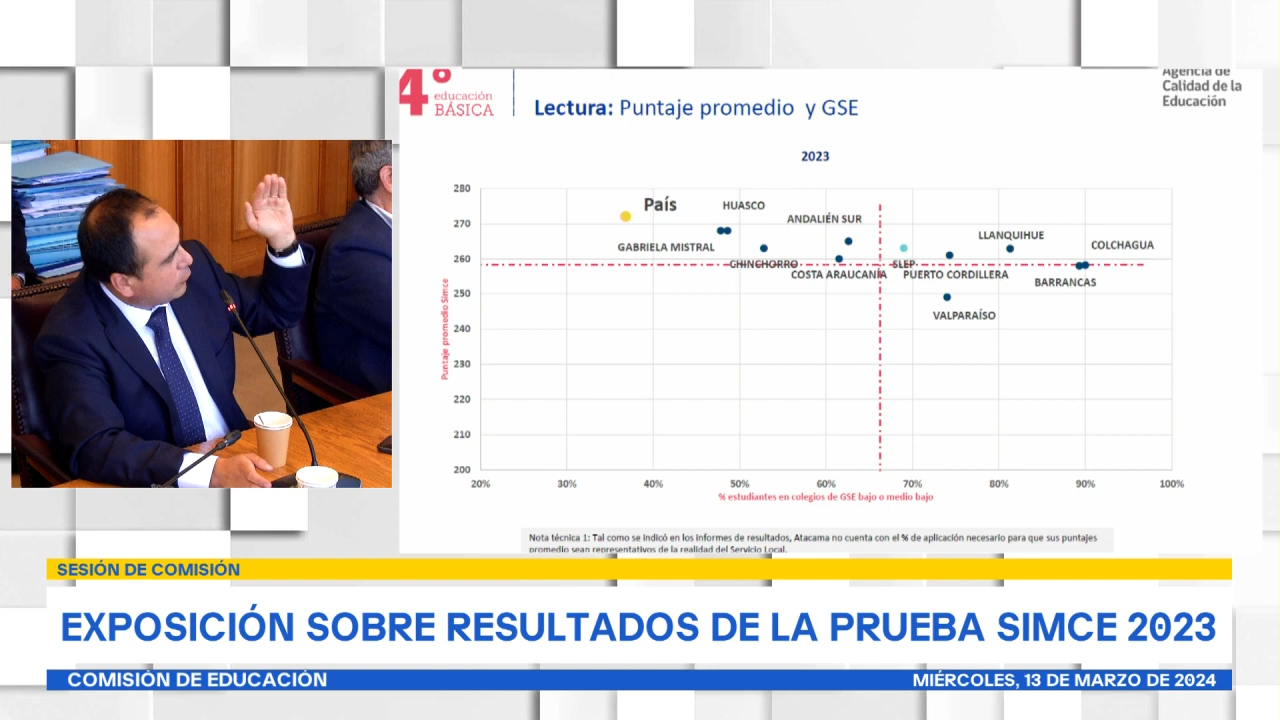 4°
educación
BÁSICA
Lectura: Puntaje promedio y GSE
Agencia de
Calidad de la
Educación
2023
280
270
260
250
240
230
220
210
200
Puntaje promedio Simce
País
HUASCO
ANDALIÉN SUR
GABRIELA MISTRAL
LLANQUIHUE
COLCHAGUA
CHINCHORRO
SLEP
COSTA ARAUCANÍA
PUERTO CORDILLERA
BARRANCAS
VALPARAÍSO
20% 30% 40% 50% 60% 70% 80% 90% 100%
% estudiantes en colegios de GSE bajo o medio bajo
Nota técnica 1: Tal como se indicó en los informes de resultados, Atacama no cuenta con el % de aplicación necesario para que sus puntajes
promedio sean representativos de la realidad del Servicio Local.
SESIÓN DE COMISIÓN
EXPOSICIÓN SOBRE RESULTADOS DE LA PRUEBA SIMCE 2023
COMISIÓN DE EDUCACIÓN
MIÉRCOLES, 13 DE MARZO DE 2024